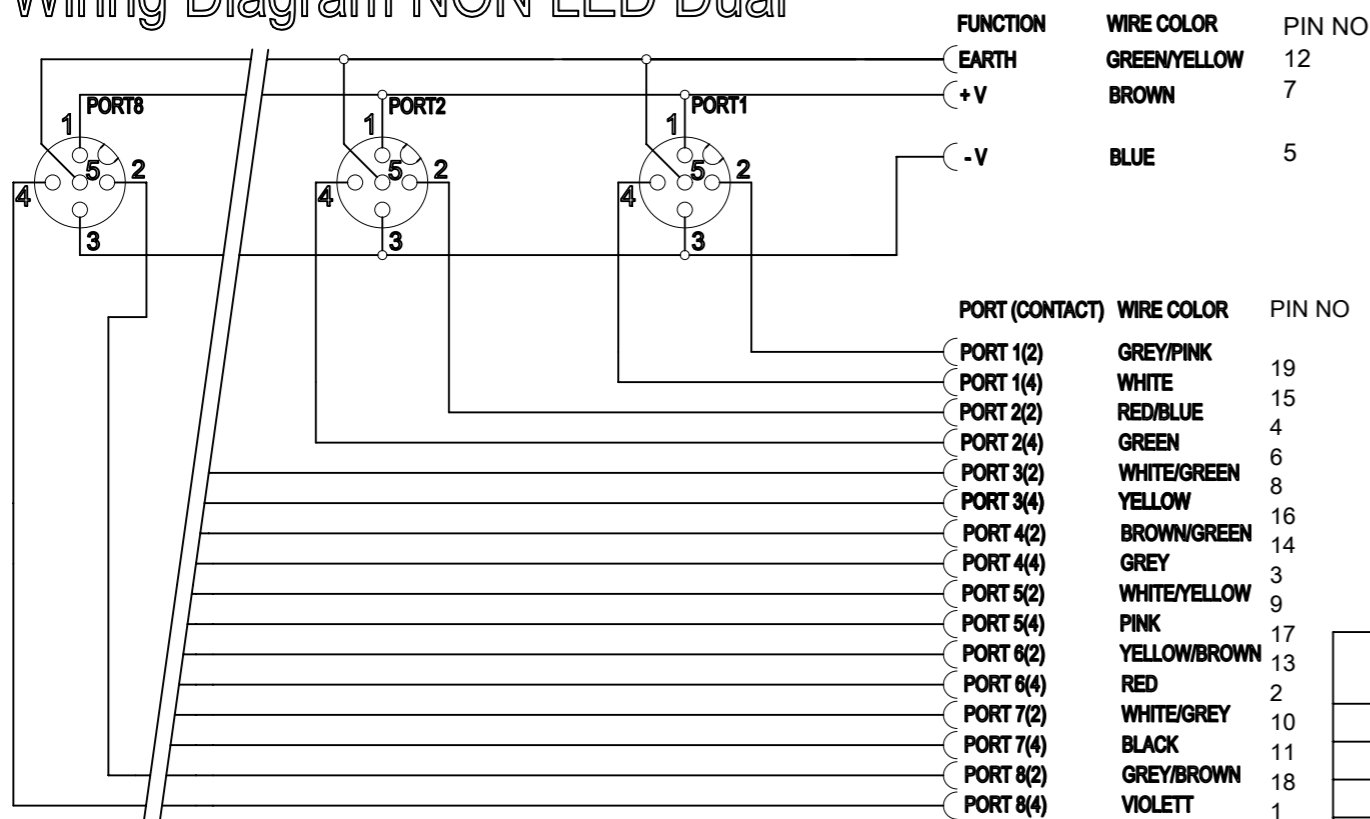 Wiring Diagram NON LED Dual
FUNCTION WIRE COLOR PIN NO
EARTH GREEN/YELLOW 12
+ V BROWN 7
- V BLUE 5
PORT8 PORT2 PORT1
1 1 1
5 2 5 2 5 2
4 4 4
3 3 3
PORT (CONTACT) WIRE COLOR PIN NO
PORT 1(2) GREY/PINK 19
PORT 1(4) WHITE 15
PORT 2(2) RED/BLUE 4
PORT 2(4) GREEN 6
PORT 3(2) WHITE/GREEN 8
PORT 3(4) YELLOW 16
PORT 4(2) BROWN/GREEN 14
PORT 4(4) GREY 3
PORT 5(2) WHITE/YELLOW 9
PORT 5(4) PINK 17
PORT 6(2) YELLOW/BROWN 13
PORT 6(4) RED 2
PORT 7(2) WHITE/GREY 10
PORT 7(4) BLACK 11
PORT 8(2) GREY/BROWN 18
PORT 8(4) VIOLETT 1